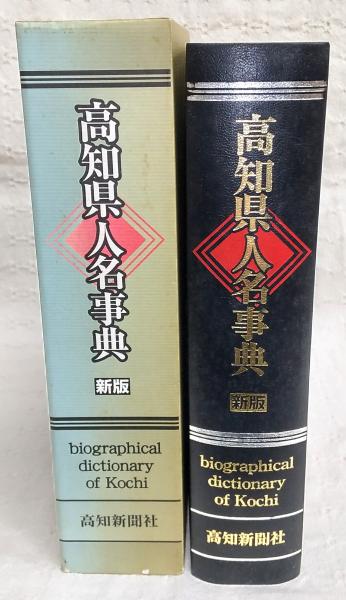 高知県人名事典
新版
biographical
dictionary
of Kochi
高知新聞社
高知県人名事典
新版
biographical
dictionary
of Kochi
高知新聞社